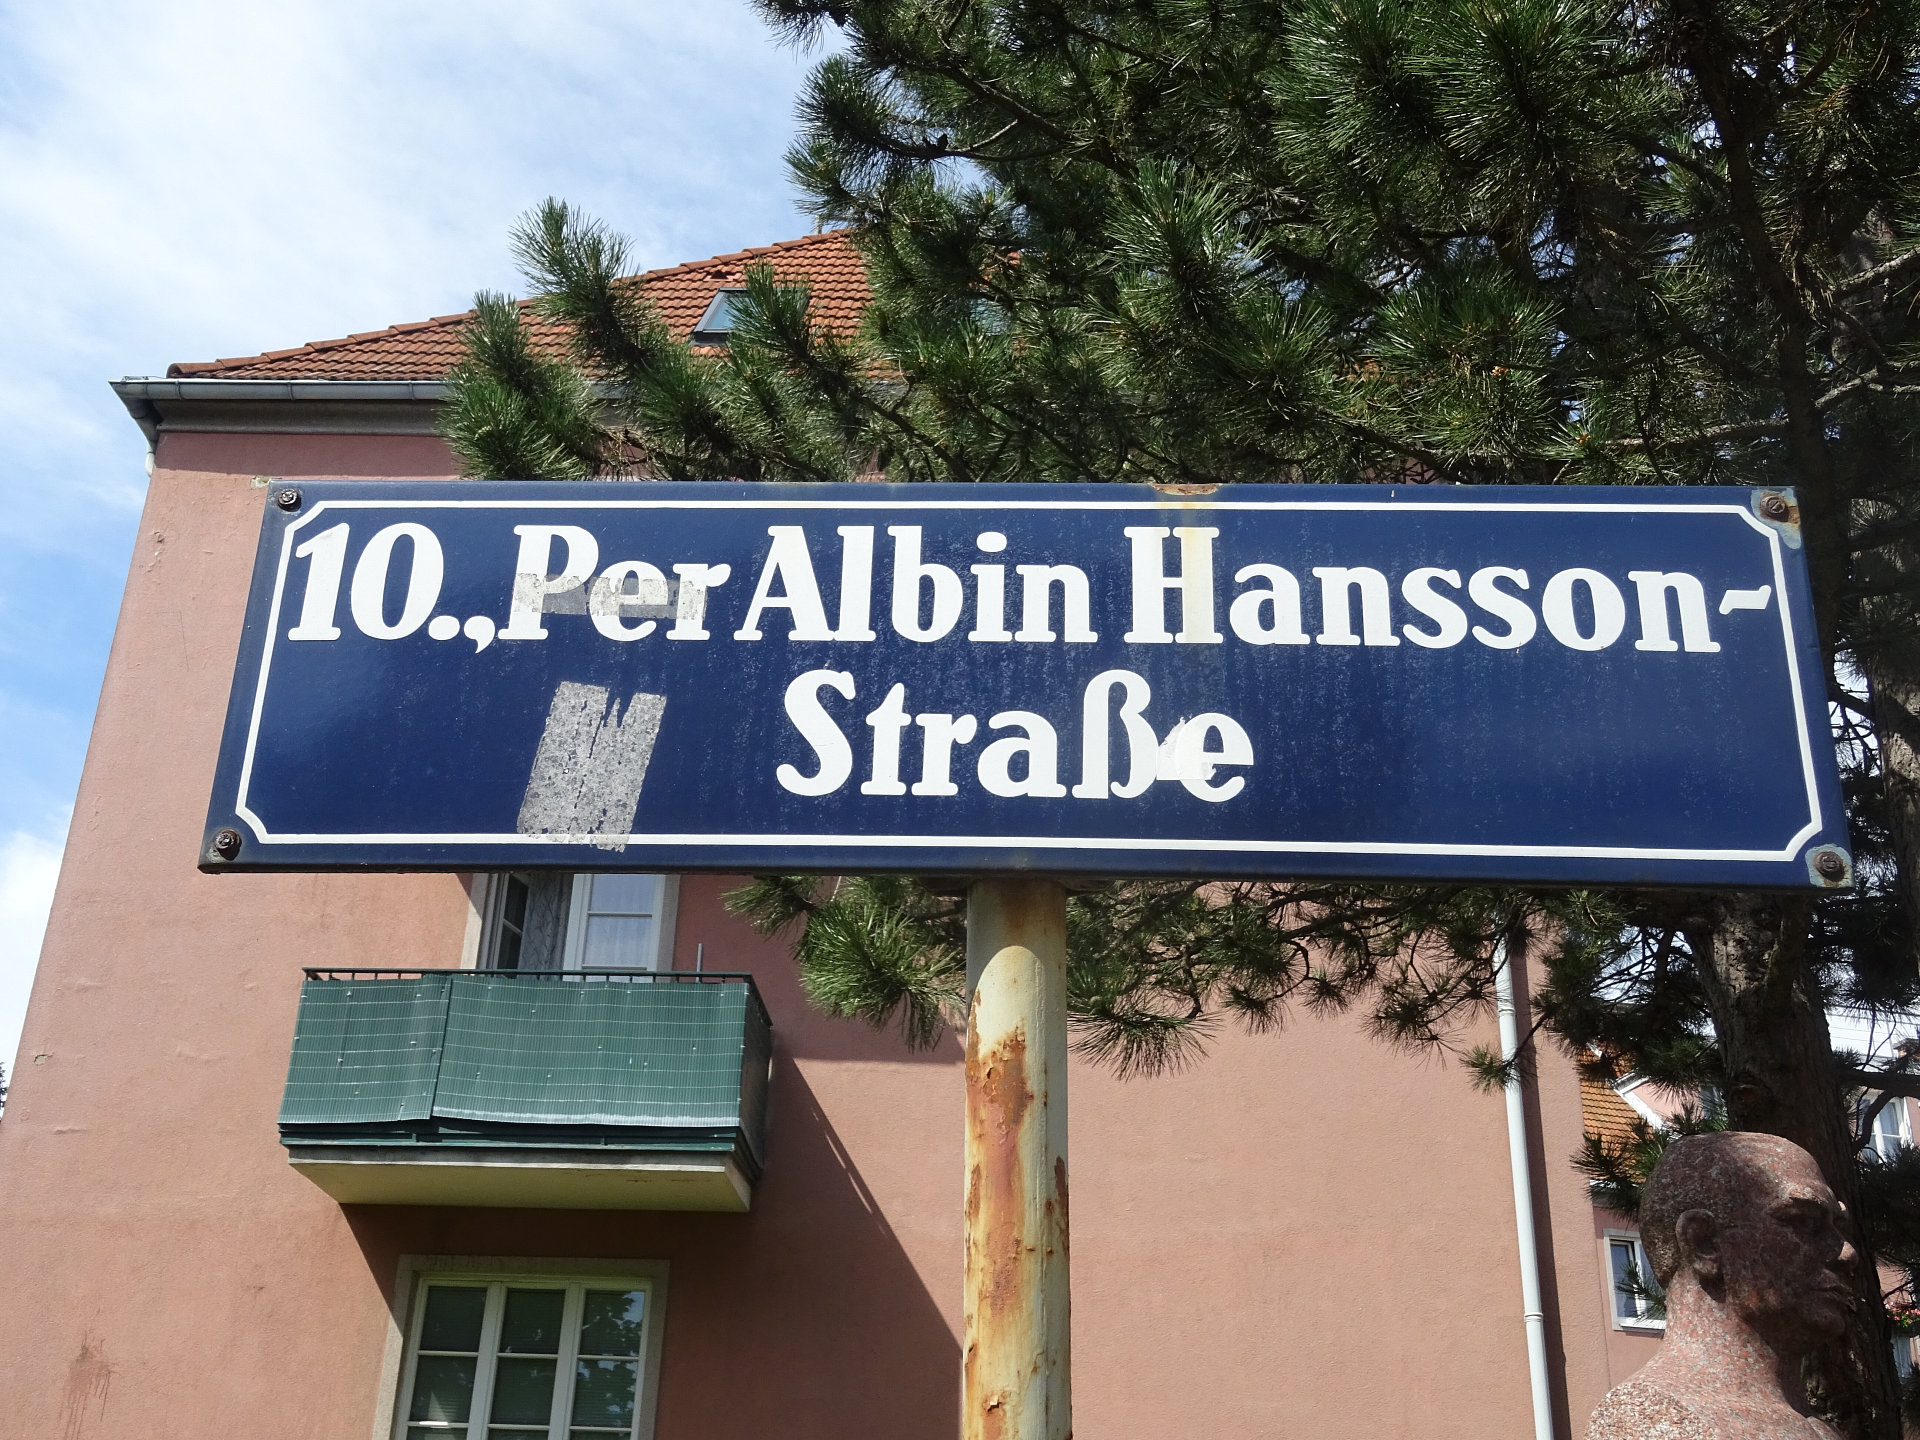 10., Per Albin Hansson-
Straße